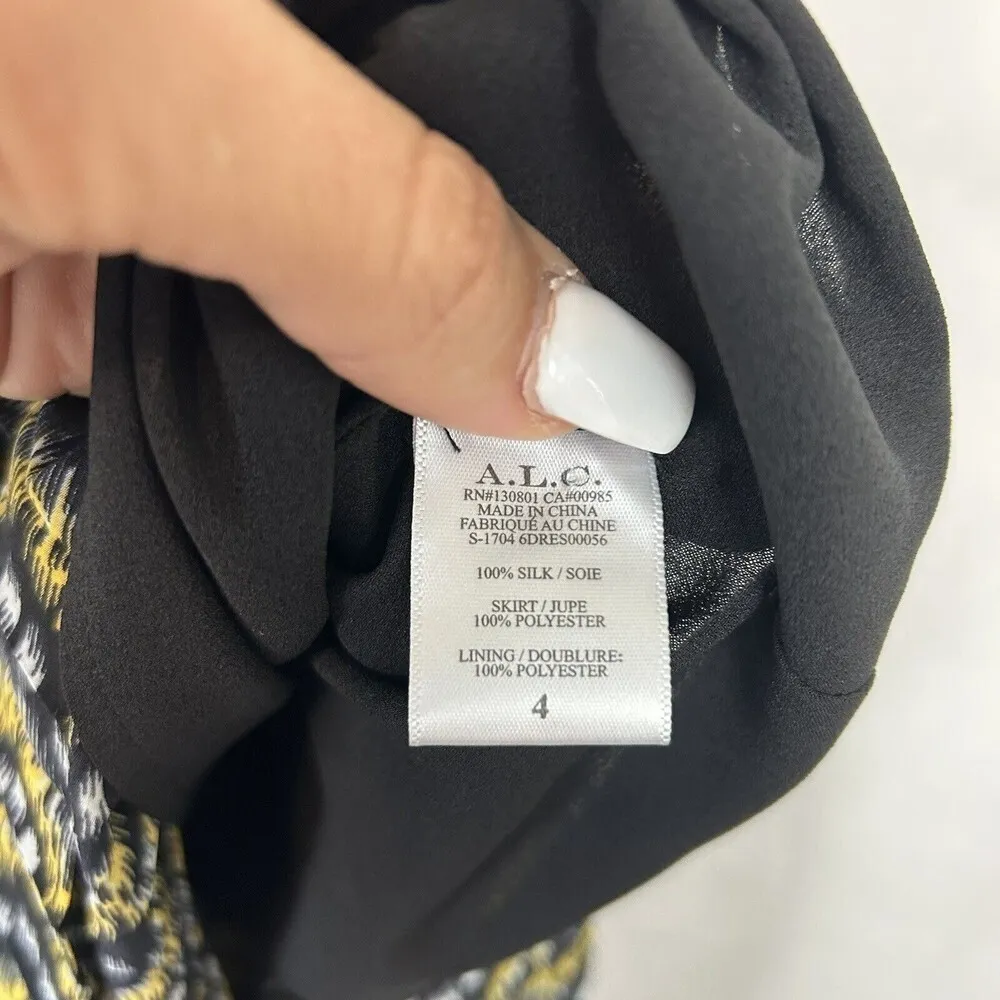 A.L.C.
RN#130801 CA#00985
MADE IN CHINA
FABRIQUÉ AU CHINE
S-1704 6DRES00056
100% SILK / SOIE
SKIRT / JUPE
100% POLYESTER
LINING / DOUBLURE:
100% POLYESTER
4